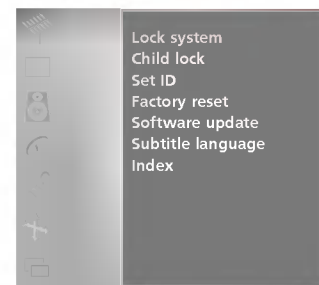 Lock system
Child lock
Set ID
Factory reset
Software update
Subtitle language
Index